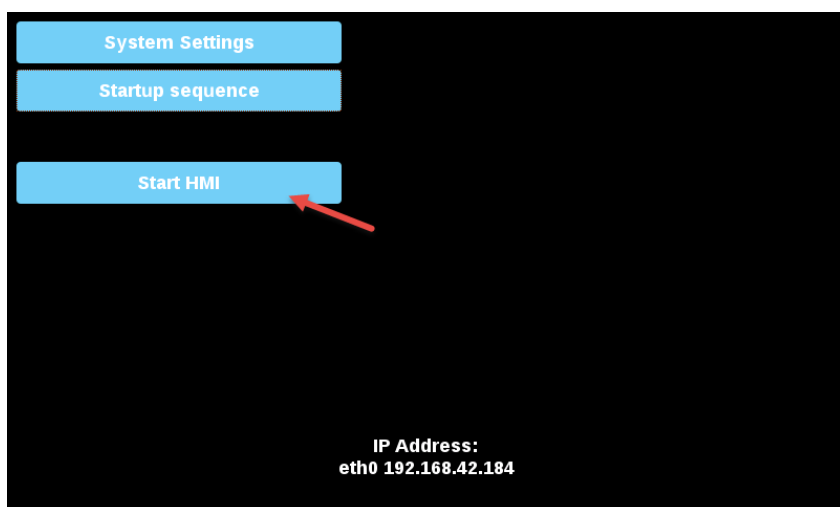 System Settings
Startup sequence
Start HMI
IP Address:
eth0 192.168.42.184